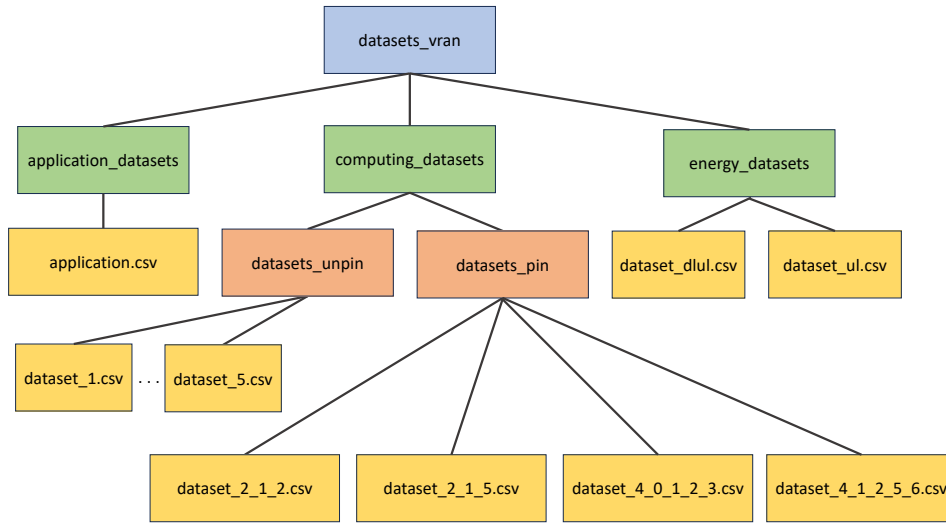 datasets_vran
application_datasets
computing_datasets
energy_datasets
application.csv
datasets_unpin
datasets_pin
dataset_dlul.csv
dataset_ul.csv
dataset_1.csv
...
dataset_5.csv
dataset_2_1_2.csv
dataset_2_1_5.csv
dataset_4_0_1_2_3.csv
dataset_4_1_2_5_6.csv